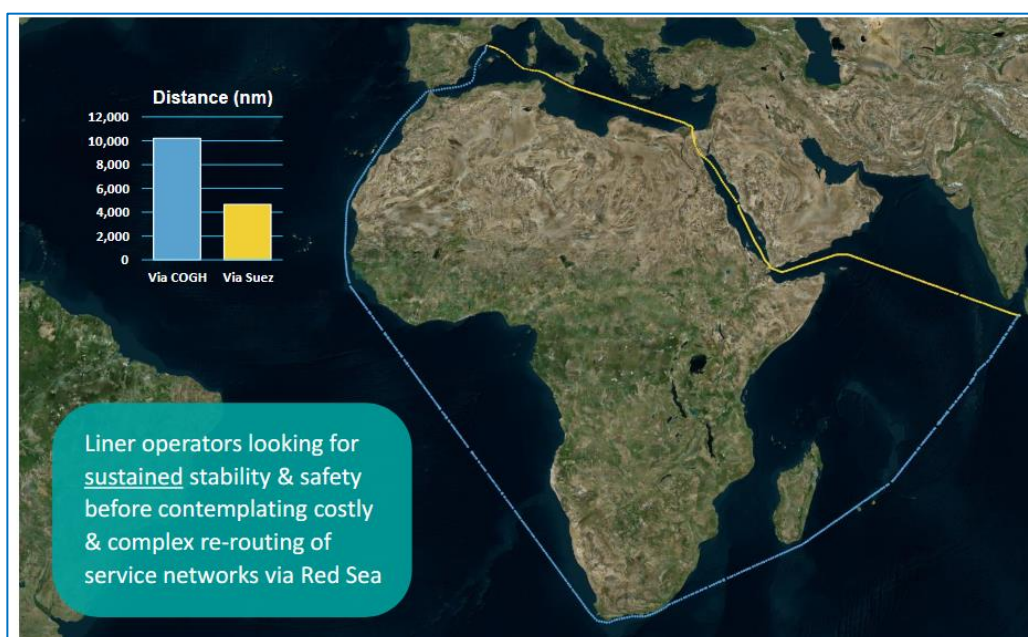 Distance (nm)
12,000
10,000
8,000
6,000
4,000
2,000
0
Via COGH Via Suez
Liner operators looking for
sustained stability & safety
before contemplating costly
& complex re-routing of
service networks via Red Sea